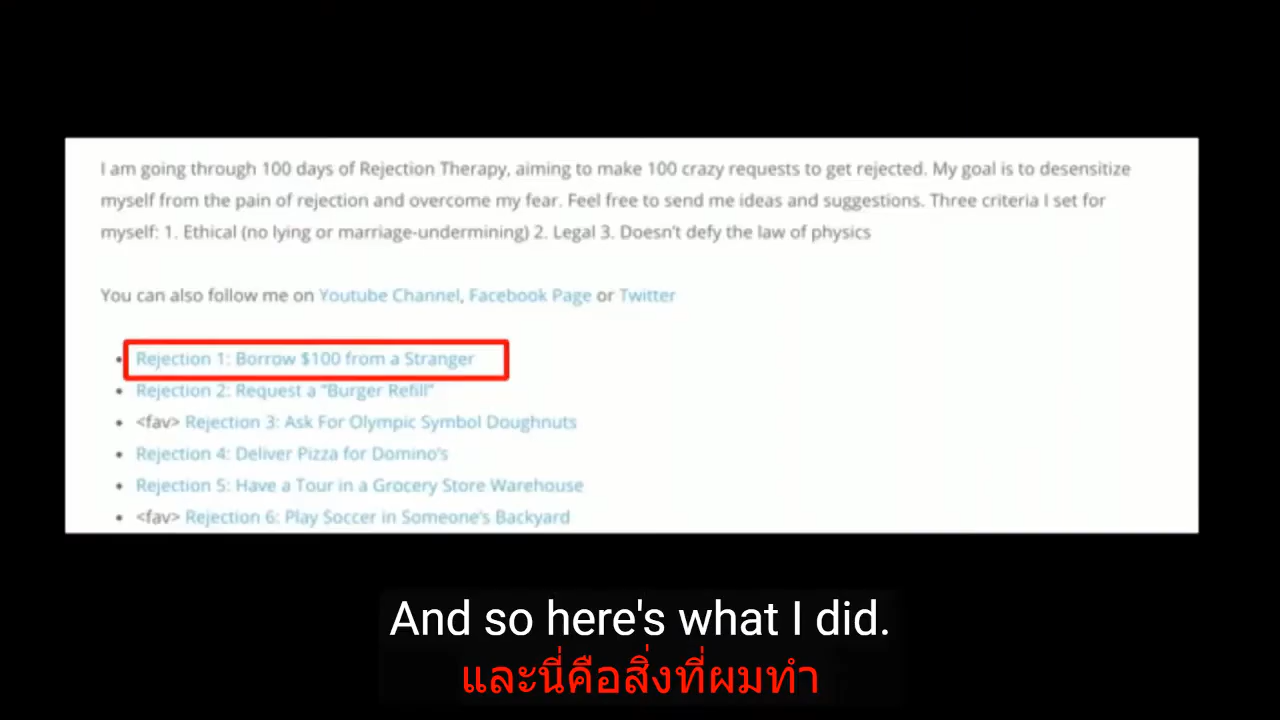 I am going through 100 days of Rejection Therapy, aiming to make 100 crazy requests to get rejected. My goal is to desensitize
myself from the pain of rejection and overcome my fear. Feel free to send me ideas and suggestions. Three criteria I set for
myself: 1. Ethical (no lying or marriage-undermining) 2. Legal 3. Doesn't defy the law of physics
You can also follow me on Youtube Channel, Facebook Page or Twitter
• Rejection 1: Borrow $100 from a Stranger
• Rejection 2: Request a "Burger Refill"
• <fav> Rejection 3: Ask For Olympic Symbol Doughnuts
• Rejection 4: Deliver Pizza for Domino's
• Rejection 5: Have a Tour in a Grocery Store Warehouse
• <fav> Rejection 6: Play Soccer in Someone's Backyard
And so here's what I did.
และนี่คือสิ่งที่ผมทำ